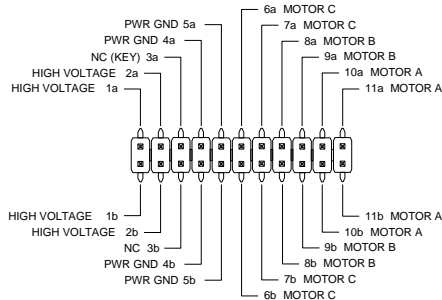 6a MOTOR C
PWR GND 5a
7a MOTOR C
PWR GND 4a
8a MOTOR B
NC (KEY) 3a
9a MOTOR B
HIGH VOLTAGE 2a
10a MOTOR A
HIGH VOLTAGE 1a
11a MOTOR A
HIGH VOLTAGE 1b
11b MOTOR A
HIGH VOLTAGE 2b
10b MOTOR A
NC 3b
9b MOTOR B
PWR GND 4b
8b MOTOR B
PWR GND 5b
7b MOTOR C
6b MOTOR C